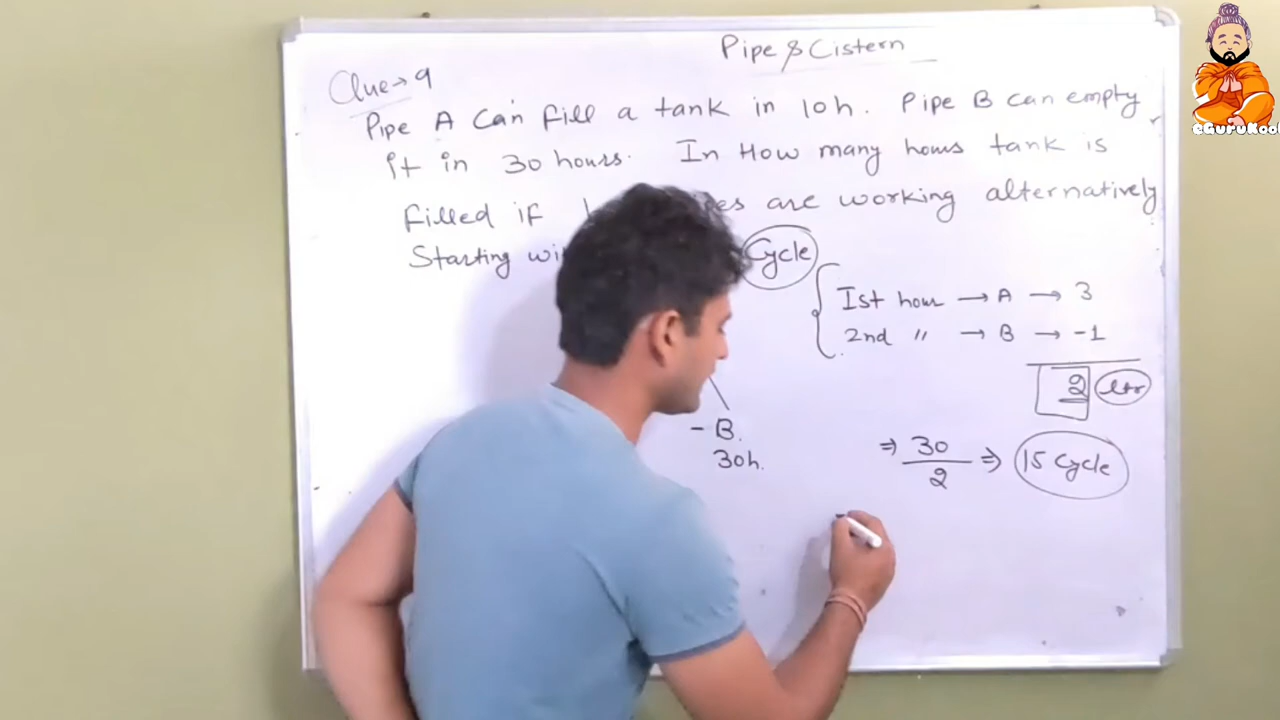 Pipe & Cistern
Clue → 9
Pipe A can fill a tank in 10h. Pipe B can empty
it in 30 hours. In How many hours tank is
filled if are working alternatively
Starting
Cycle
Ist hour → A → 3
2nd " → B → -1
2 ltr
- B.
30h.
⇒ 30/2 ⇒ 15 Cycle
eGuruKool